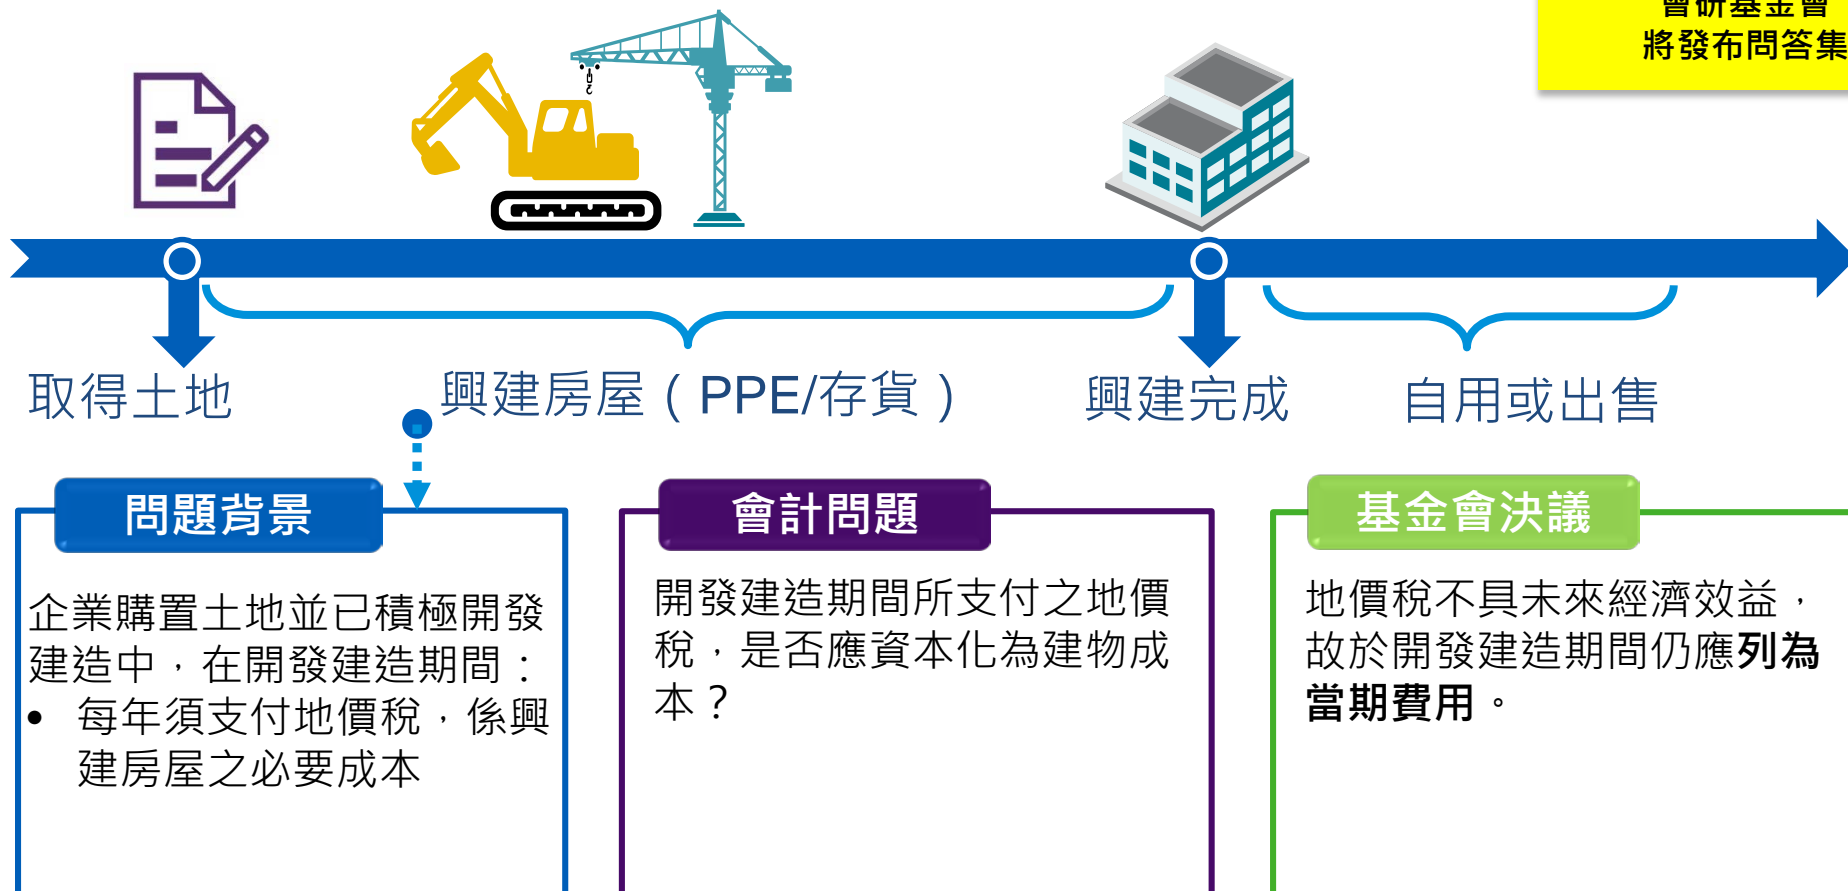 會研基金會
將發布問答集
取得土地
興建房屋（PPE/存貨）
興建完成
自用或出售
問題背景
企業購置土地並已積極開發
建造中，在開發建造期間：
• 每年須支付地價稅，係興
建房屋之必要成本
會計問題
開發建造期間所支付之地價
稅，是否應資本化為建物成
本？
基金會決議
地價稅不具未來經濟效益，
故於開發建造期間仍應列為
當期費用。